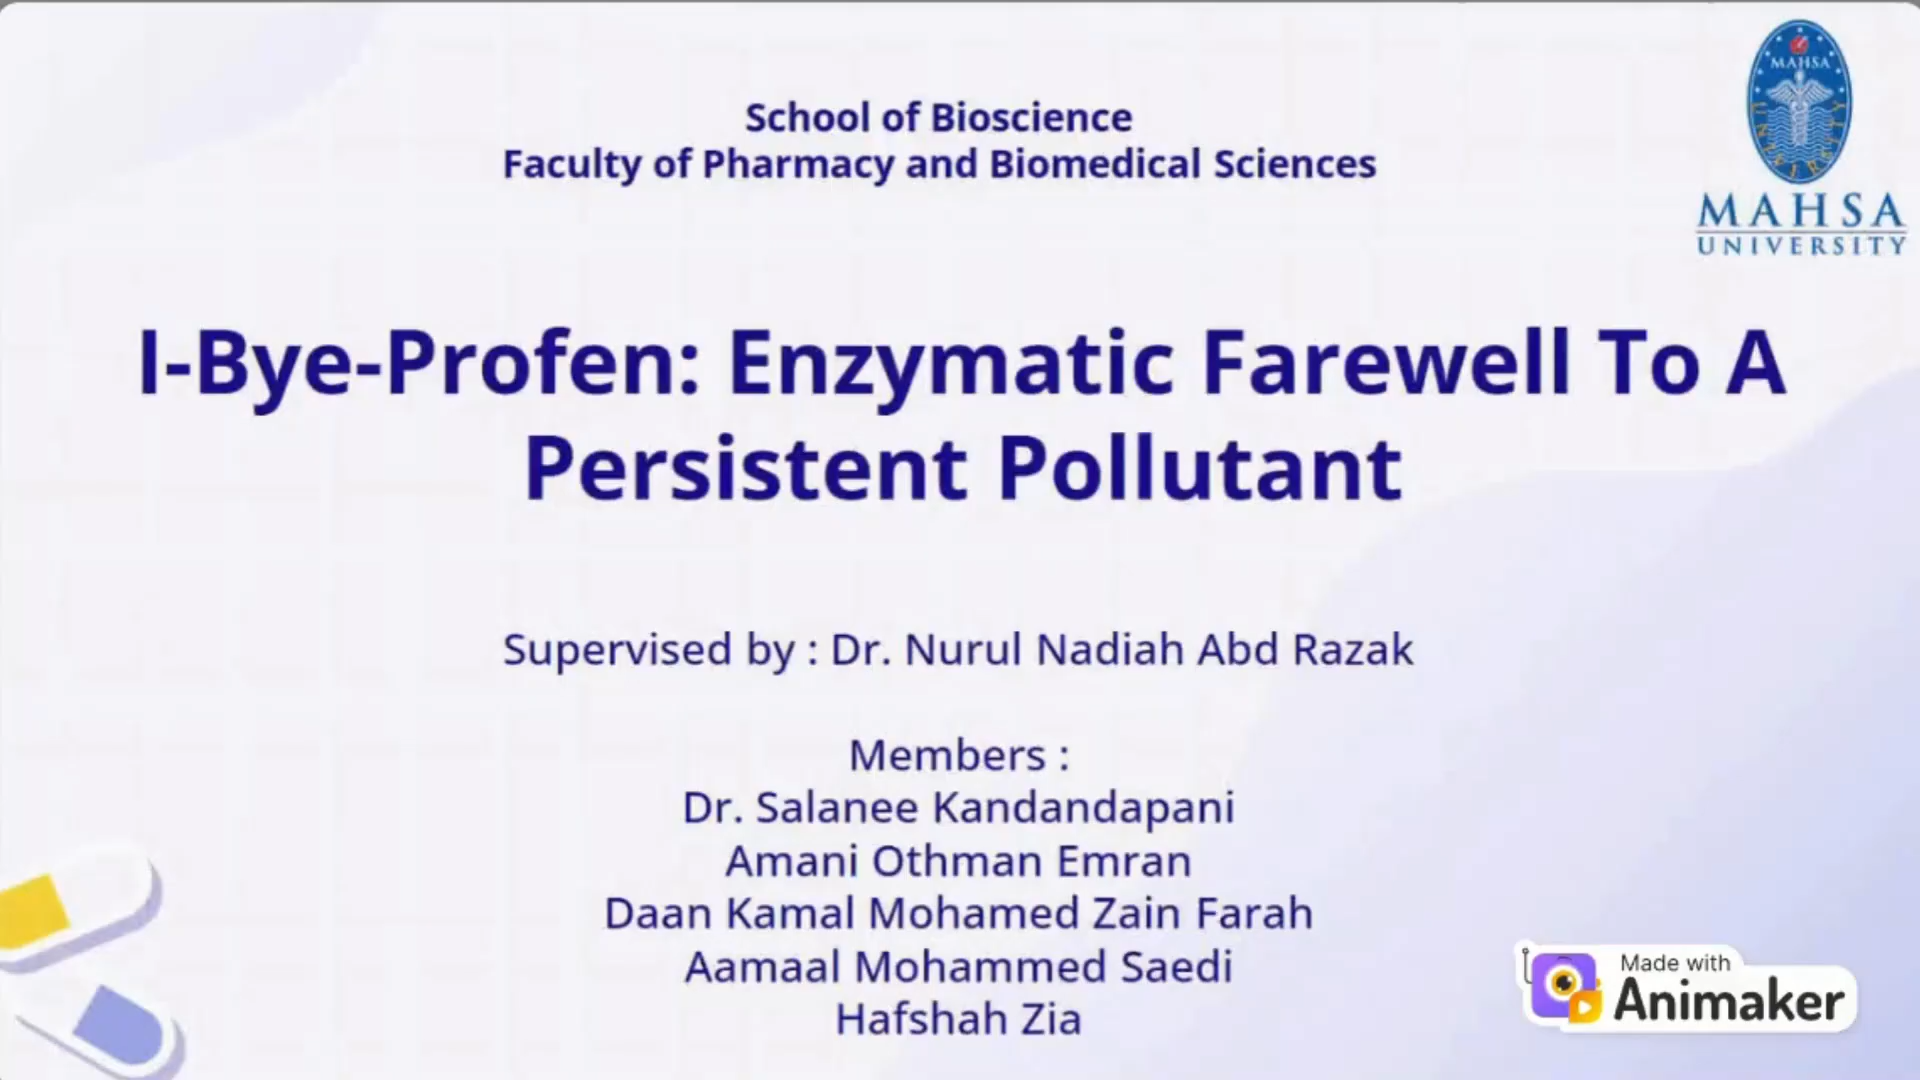 School of Bioscience
Faculty of Pharmacy and Biomedical Sciences
MAHSA
UNIVERSITY
MAHSA
UNIVERSITY
I-Bye-Profen: Enzymatic Farewell To A
Persistent Pollutant
Supervised by : Dr. Nurul Nadiah Abd Razak
Members :
Dr. Salanee Kandandapani
Amani Othman Emran
Daan Kamal Mohamed Zain Farah
Aamaal Mohammed Saedi
Hafshah Zia
Made with
Animaker